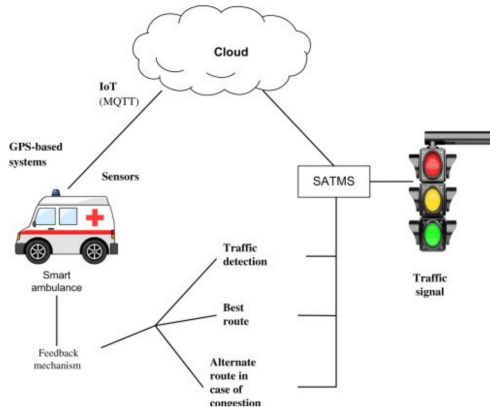 Cloud
IoT
(MQTT)
GPS-based
systems
Sensors
SATMS
Smart
ambulance
Traffic
detection
Traffic
signal
Best
route
Feedback
mechanism
Alternate
route in
case of
congestion